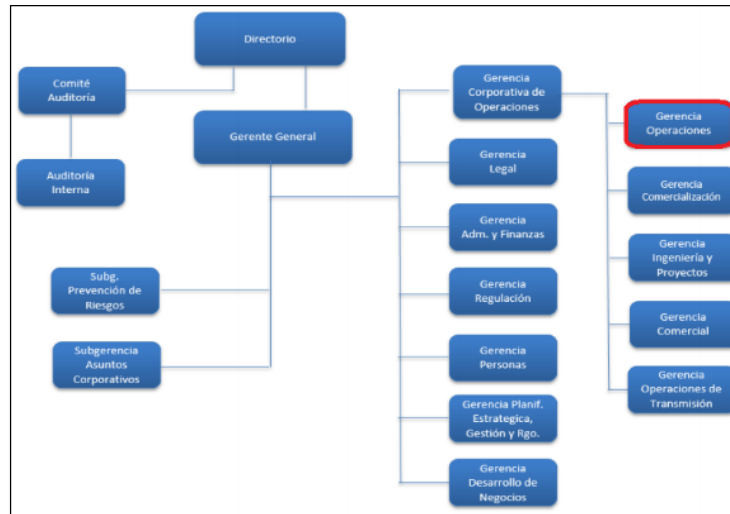 Directorio
Comité
Auditoría
Auditoría
Interna
Gerente General
Subg.
Prevención de
Riesgos
Subgerencia
Asuntos
Corporativos
Gerencia
Corporativa de
Operaciones
Gerencia
Legal
Gerencia
Adm. y Finanzas
Gerencia
Regulación
Gerencia
Personas
Gerencia Planif.
Estrategica,
Gestión y Rgo.
Gerencia
Desarrollo de
Negocios
Gerencia
Operaciones
Gerencia
Comercialización
Gerencia
Ingeniería y
Proyectos
Gerencia
Comercial
Gerencia
Operaciones de
Transmisión